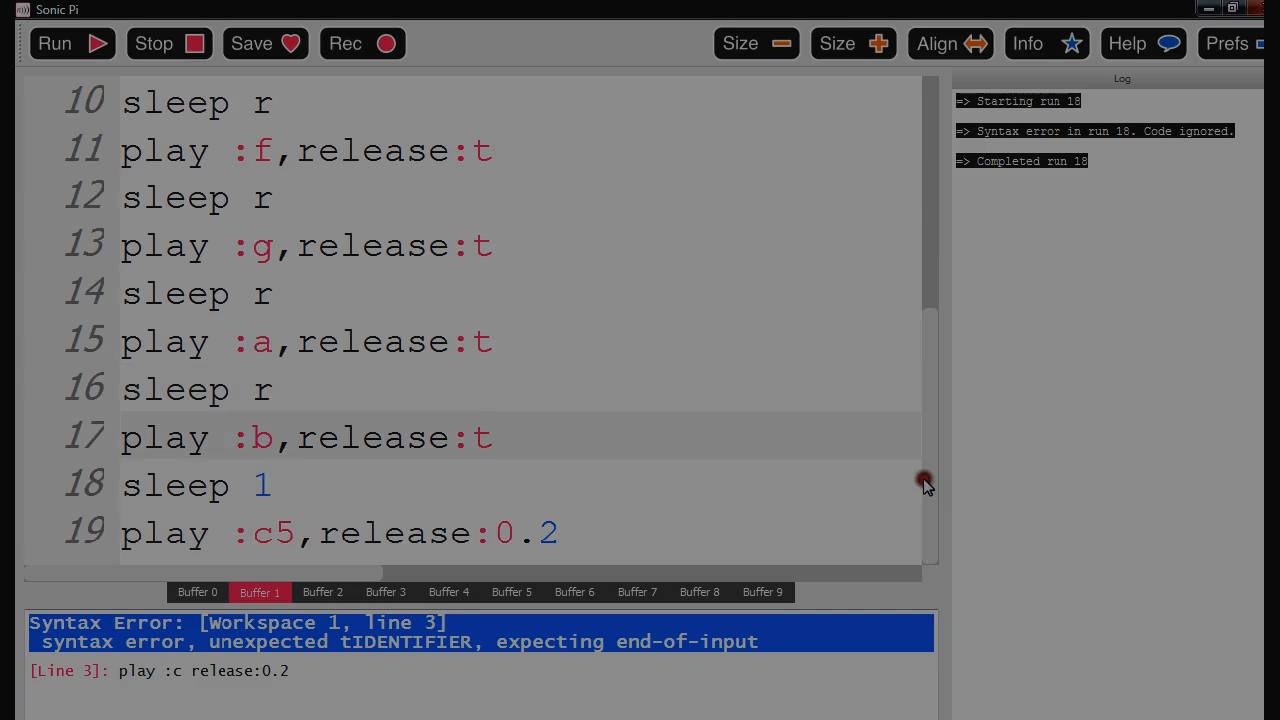 Sonic Pi
Run Stop Save Rec Size Size Align Info Help Prefs
Log
10 sleep r
11 play :f,release:t
12 sleep r
13 play :g,release:t
14 sleep r
15 play :a,release:t
16 sleep r
17 play :b,release:t
18 sleep 1
19 play :c5,release:0.2
=> Starting run 18
=> Syntax error in run 18. Code ignored.
=> Completed run 18
Buffer 0 Buffer 1 Buffer 2 Buffer 3 Buffer 4 Buffer 5 Buffer 6 Buffer 7 Buffer 8 Buffer 9
Syntax Error: [Workspace 1, line 3]
syntax error, unexpected tIDENTIFIER, expecting end-of-input
[Line 3]: play :c release:0.2